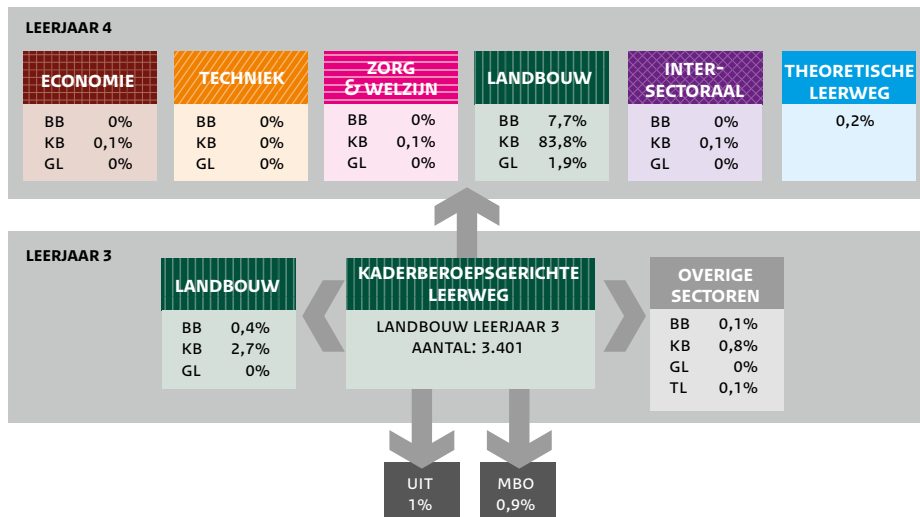 LEERJAAR 4
ECONOMIE
BB 0%
KB 0,1%
GL 0%
TECHNIEK
BB 0%
KB 0%
GL 0%
ZORG
& WELZIJN
BB 0%
KB 0,1%
GL 0%
LANDBOUW
BB 7,7%
KB 83,8%
GL 1,9%
INTER-
SECTORAAL
BB 0%
KB 0,1%
GL 0%
THEORETISCHE
LEERWEG
0,2%
LEERJAAR 3
LANDBOUW
BB 0,4%
KB 2,7%
GL 0%
KADERBEROEPSGERICHTE
LEERWEG
LANDBOUW LEERJAAR 3
AANTAL: 3.401
OVERIGE
SECTOREN
BB 0,1%
KB 0,8%
GL 0%
TL 0,1%
UIT
1%
MBO
0,9%